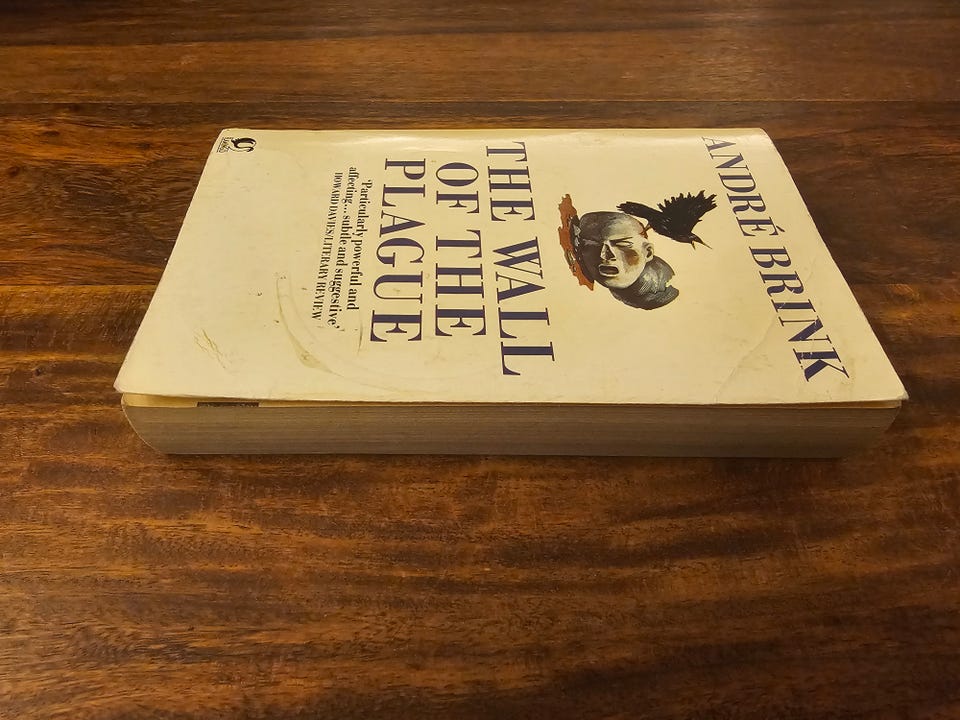 ANDRÉ BRINK
THE WALL
OF THE
PLAGUE
'Particularly powerful and
affecting... subtle and suggestive'
HOWARD DAVIES/LITERARY REVIEW